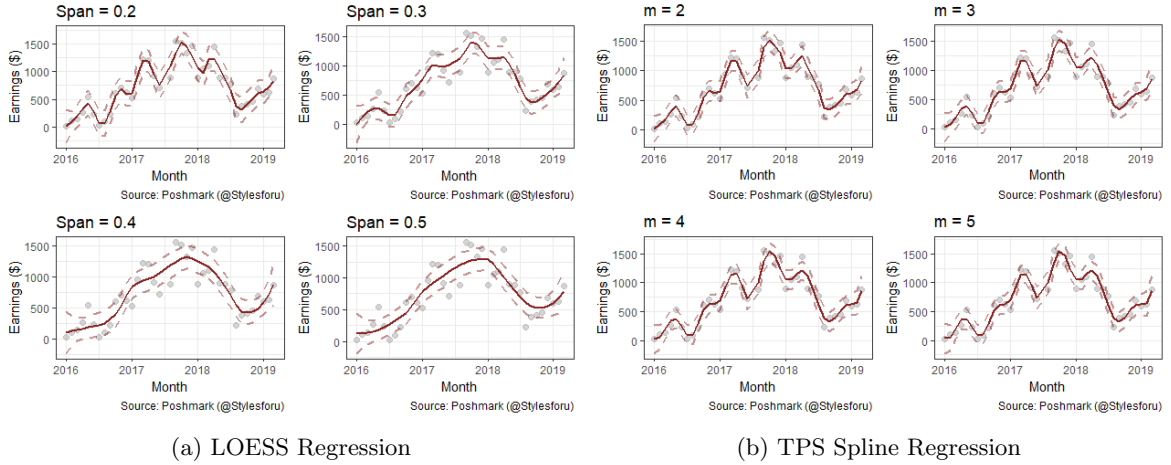 Span = 0.2
Earnings ($)
1500
1000
500
0
2016 2017 2018 2019
Month
Source: Poshmark (@Stylesforu)
Span = 0.3
Earnings ($)
1500
1000
500
0
2016 2017 2018 2019
Month
Source: Poshmark (@Stylesforu)
Span = 0.4
Earnings ($)
1500
1000
500
0
2016 2017 2018 2019
Month
Source: Poshmark (@Stylesforu)
Span = 0.5
Earnings ($)
1500
1000
500
0
2016 2017 2018 2019
Month
Source: Poshmark (@Stylesforu)
(a) LOESS Regression
m = 2
Earnings ($)
1500
1000
500
0
2016 2017 2018 2019
Month
Source: Poshmark (@Stylesforu)
m = 3
Earnings ($)
1500
1000
500
0
2016 2017 2018 2019
Month
Source: Poshmark (@Stylesforu)
m = 4
Earnings ($)
1500
1000
500
0
2016 2017 2018 2019
Month
Source: Poshmark (@Stylesforu)
m = 5
Earnings ($)
1500
1000
500
0
2016 2017 2018 2019
Month
Source: Poshmark (@Stylesforu)
(b) TPS Spline Regression